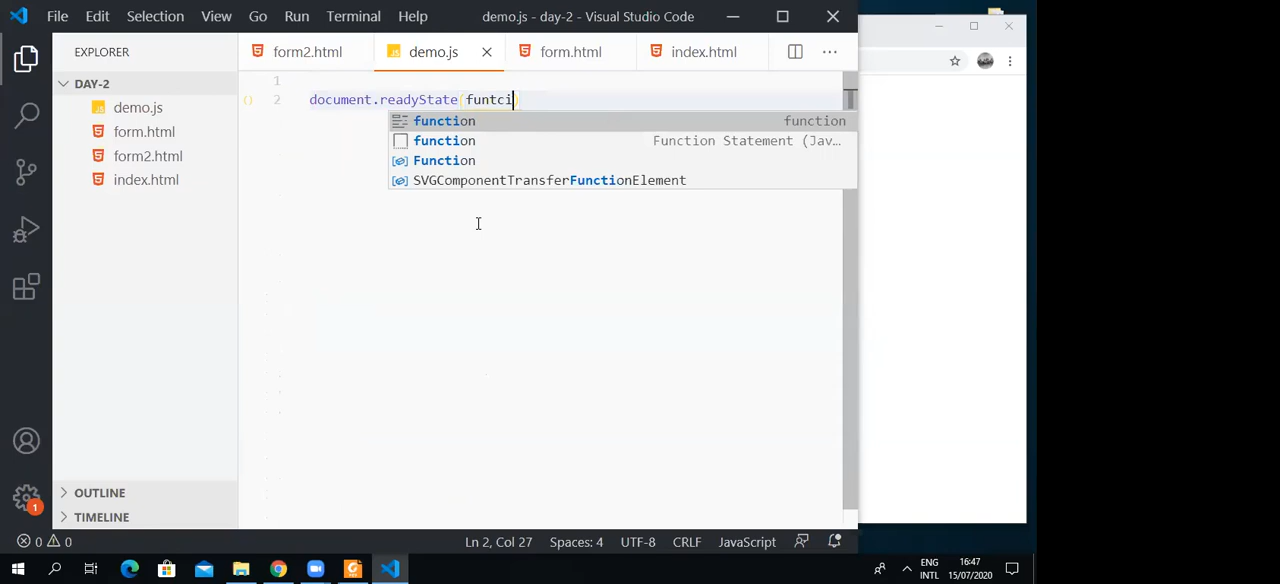 File Edit Selection View Go Run Terminal Help demo.js - day-2 - Visual Studio Code
EXPLORER
form2.html demo.js form.html index.html
DAY-2
demo.js
form.html
form2.html
index.html
1
2 document.readyState(funtci)
function function
function Function Statement (Jav…
Function
SVGComponentTransferFunctionElement
OUTLINE
TIMELINE
1
0 0 Ln 2, Col 27 Spaces: 4 UTF-8 CRLF JavaScript
ENG
INTL
16:47
15/07/2020